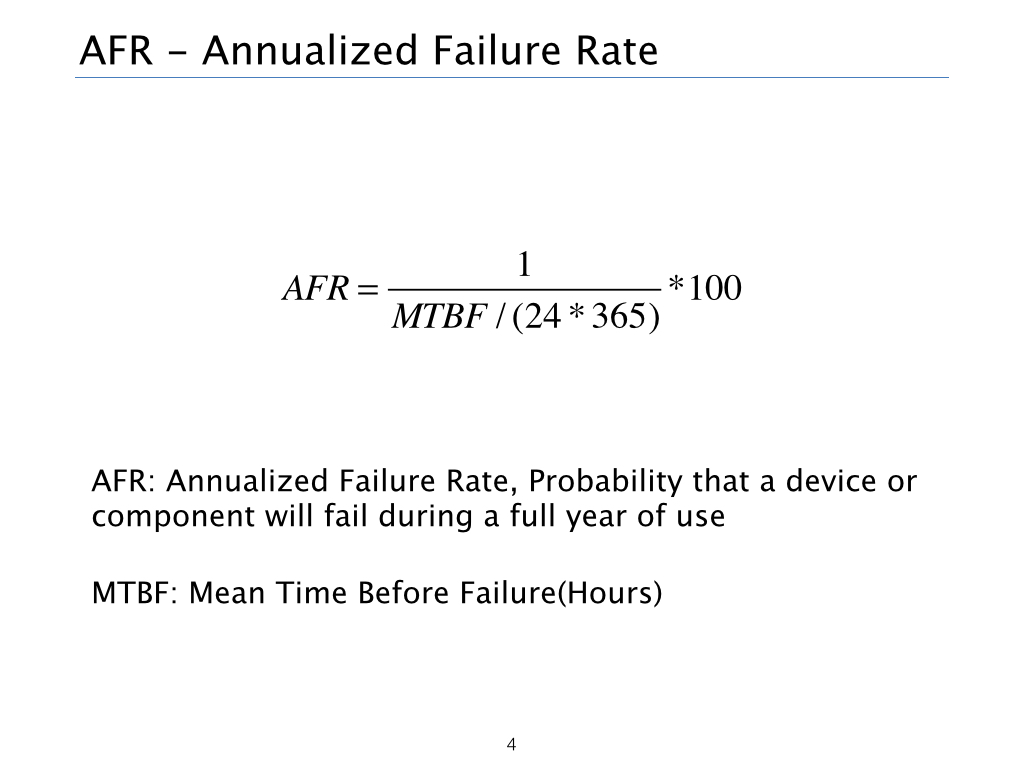 AFR - Annualized Failure Rate
AFR = 1 / MTBF / (24 * 365) * 100
AFR: Annualized Failure Rate, Probability that a device or
component will fail during a full year of use
MTBF: Mean Time Before Failure(Hours)
4